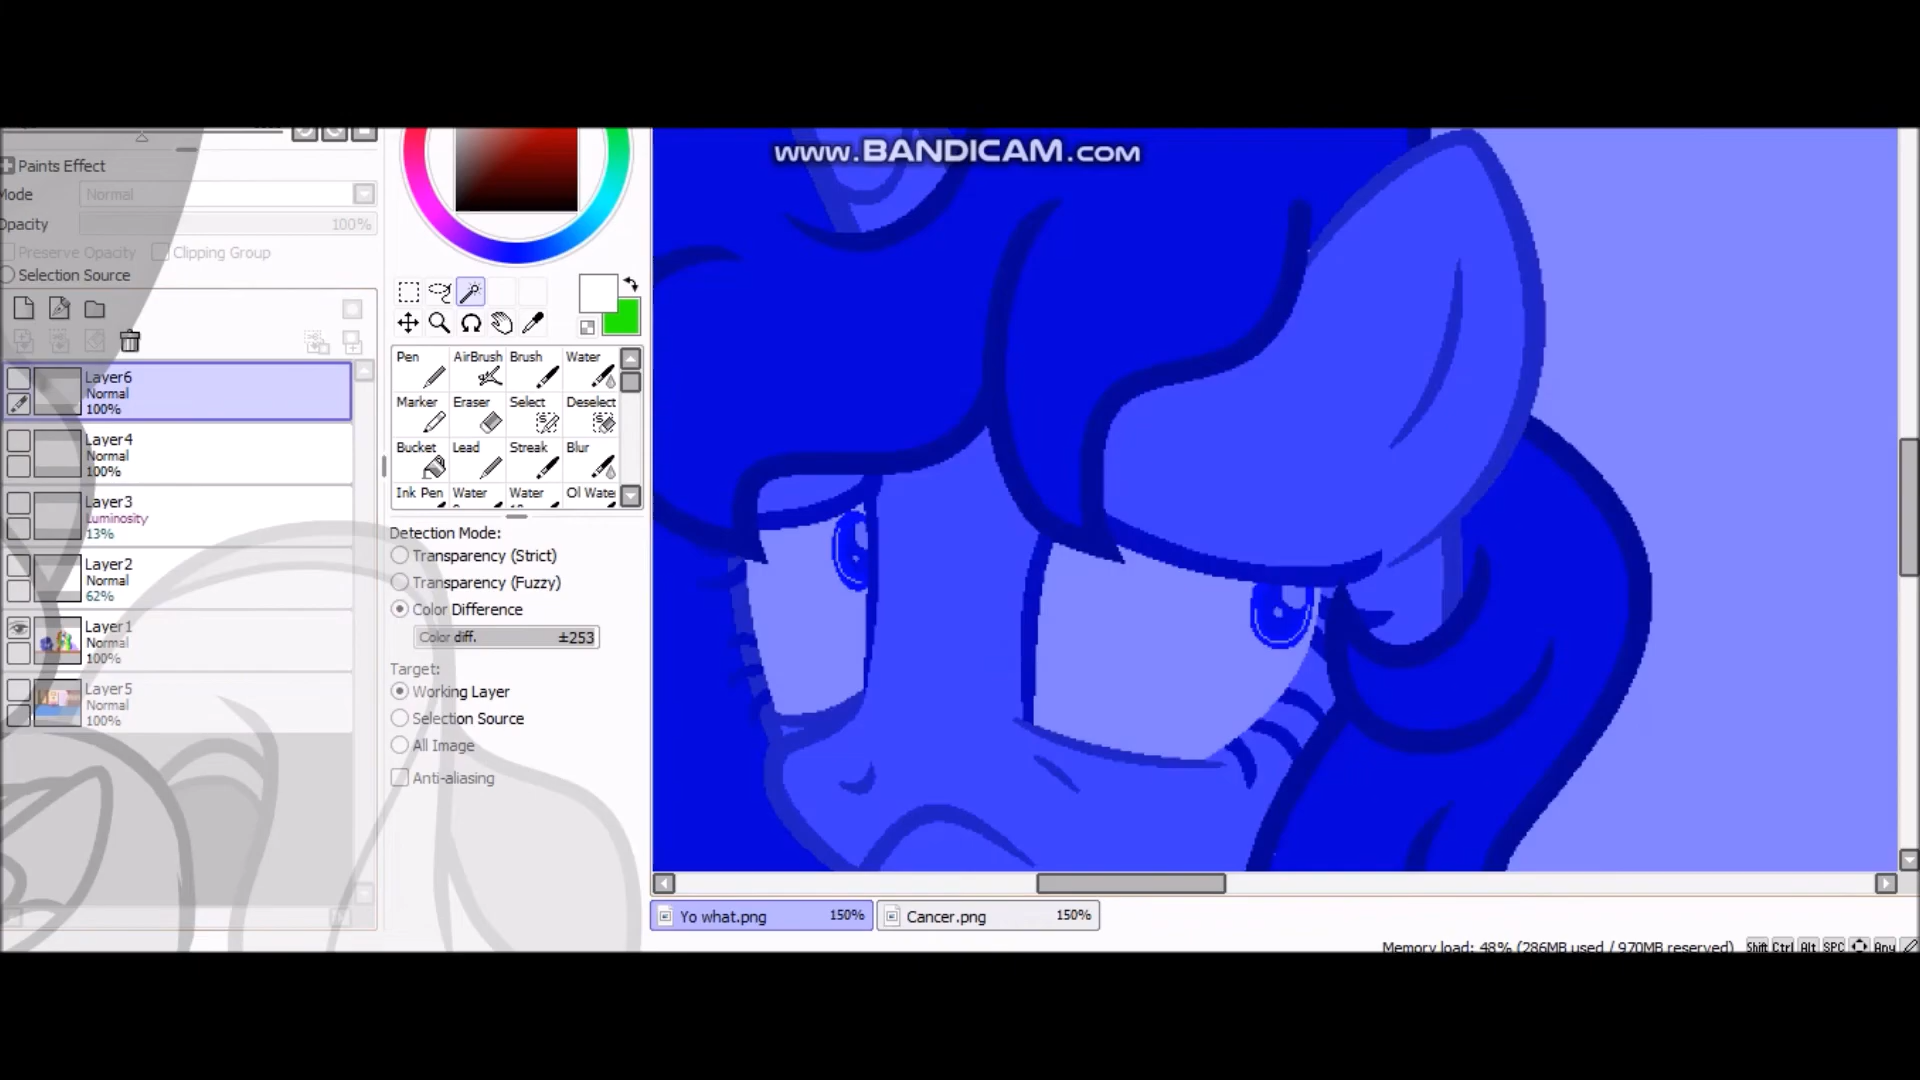 www.BANDICAM.com
Paints Effect
Mode Normal
Opacity 100%
Preserve Opacity Clipping Group
Selection Source
Layer6
Normal
100%
Layer4
Normal
100%
Layer3
Luminosity
13%
Layer2
Normal
62%
Layer1
Normal
100%
Layer5
Normal
100%
Pen AirBrush Brush Water
Marker Eraser Select Deselect
Bucket Lead Streak Blur
Ink Pen Water Water Ol Wate
Detection Mode:
Transparency (Strict)
Transparency (Fuzzy)
Color Difference
Color diff. ±253
Target:
Working Layer
Selection Source
All Image
Anti-aliasing
Yo what.png 150% Cancer.png 150%
Memory load: 48% (286MB used / 970MB reserved) Shift Ctrl Alt SPC Any